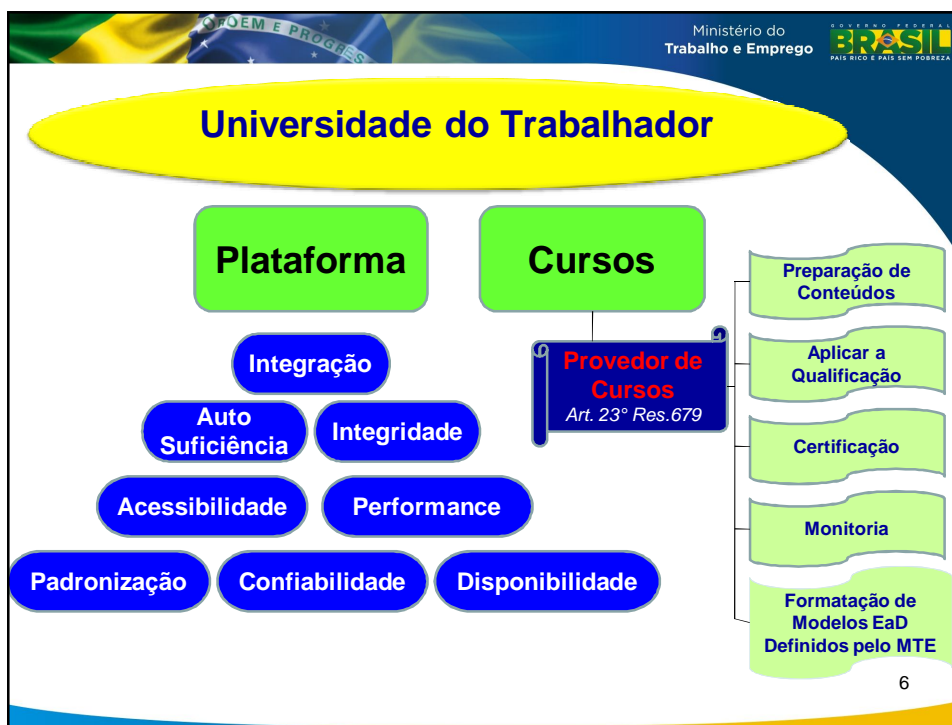 ORDEM E PROGRESSO
Ministério do
Trabalho e Emprego
GOVERNO FEDERAL
BRASIL
PAÍS RICO É PAÍS SEM POBREZA
Universidade do Trabalhador
Plataforma
Cursos
Integração
Auto
Suficiência
Integridade
Acessibilidade
Performance
Padronização
Confiabilidade
Disponibilidade
Provedor de
Cursos
Art. 23° Res.679
Preparação de
Conteúdos
Aplicar a
Qualificação
Certificação
Monitoria
Formatação de
Modelos EaD
Definidos pelo MTE
6